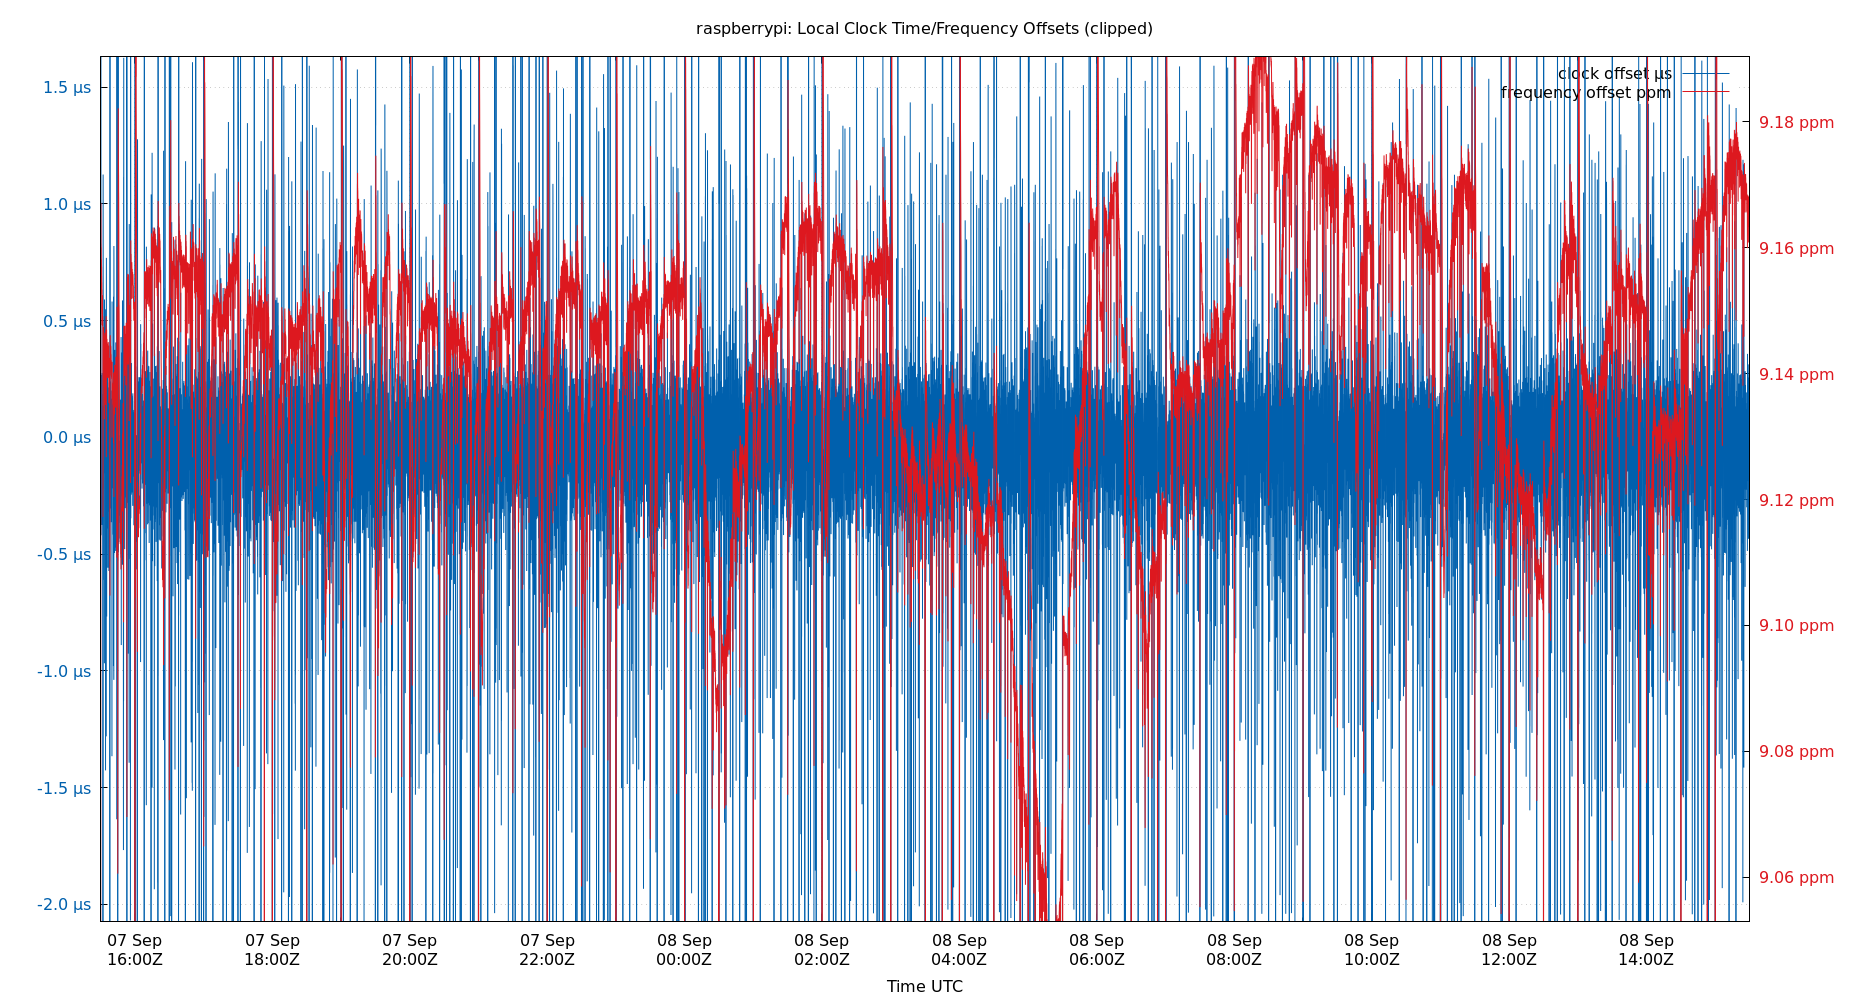 raspberrypi: Local Clock Time/Frequency Offsets (clipped)
clock offset µs
frequency offset ppm
1.5 µs
1.0 µs
0.5 µs
0.0 µs
-0.5 µs
-1.0 µs
-1.5 µs
-2.0 µs
9.18 ppm
9.16 ppm
9.14 ppm
9.12 ppm
9.10 ppm
9.08 ppm
9.06 ppm
07 Sep 07 Sep 07 Sep 07 Sep 08 Sep 08 Sep 08 Sep 08 Sep 08 Sep 08 Sep 08 Sep 08 Sep
16:00Z 18:00Z 20:00Z 22:00Z 00:00Z 02:00Z 04:00Z 06:00Z 08:00Z 10:00Z 12:00Z 14:00Z
Time UTC